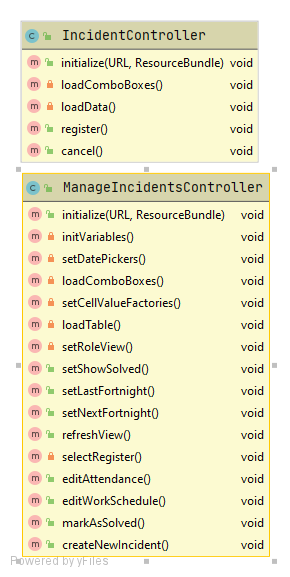 C IncidentController
m initialize(URL, ResourceBundle) void
m loadComboBoxes() void
m loadData() void
m register() void
m cancel() void
C ManageIncidentsController
m initialize(URL, ResourceBundle) void
m initVariables() void
m setDatePickers() void
m loadComboBoxes() void
m setCellValueFactories() void
m loadTable() void
m setRoleView() void
m setShowSolved() void
m setLastFortnight() void
m setNextFortnight() void
m refreshView() void
m selectRegister() void
m editAttendance() void
m editWorkSchedule() void
m markAsSolved() void
m createNewIncident() void
Powered by yFiles